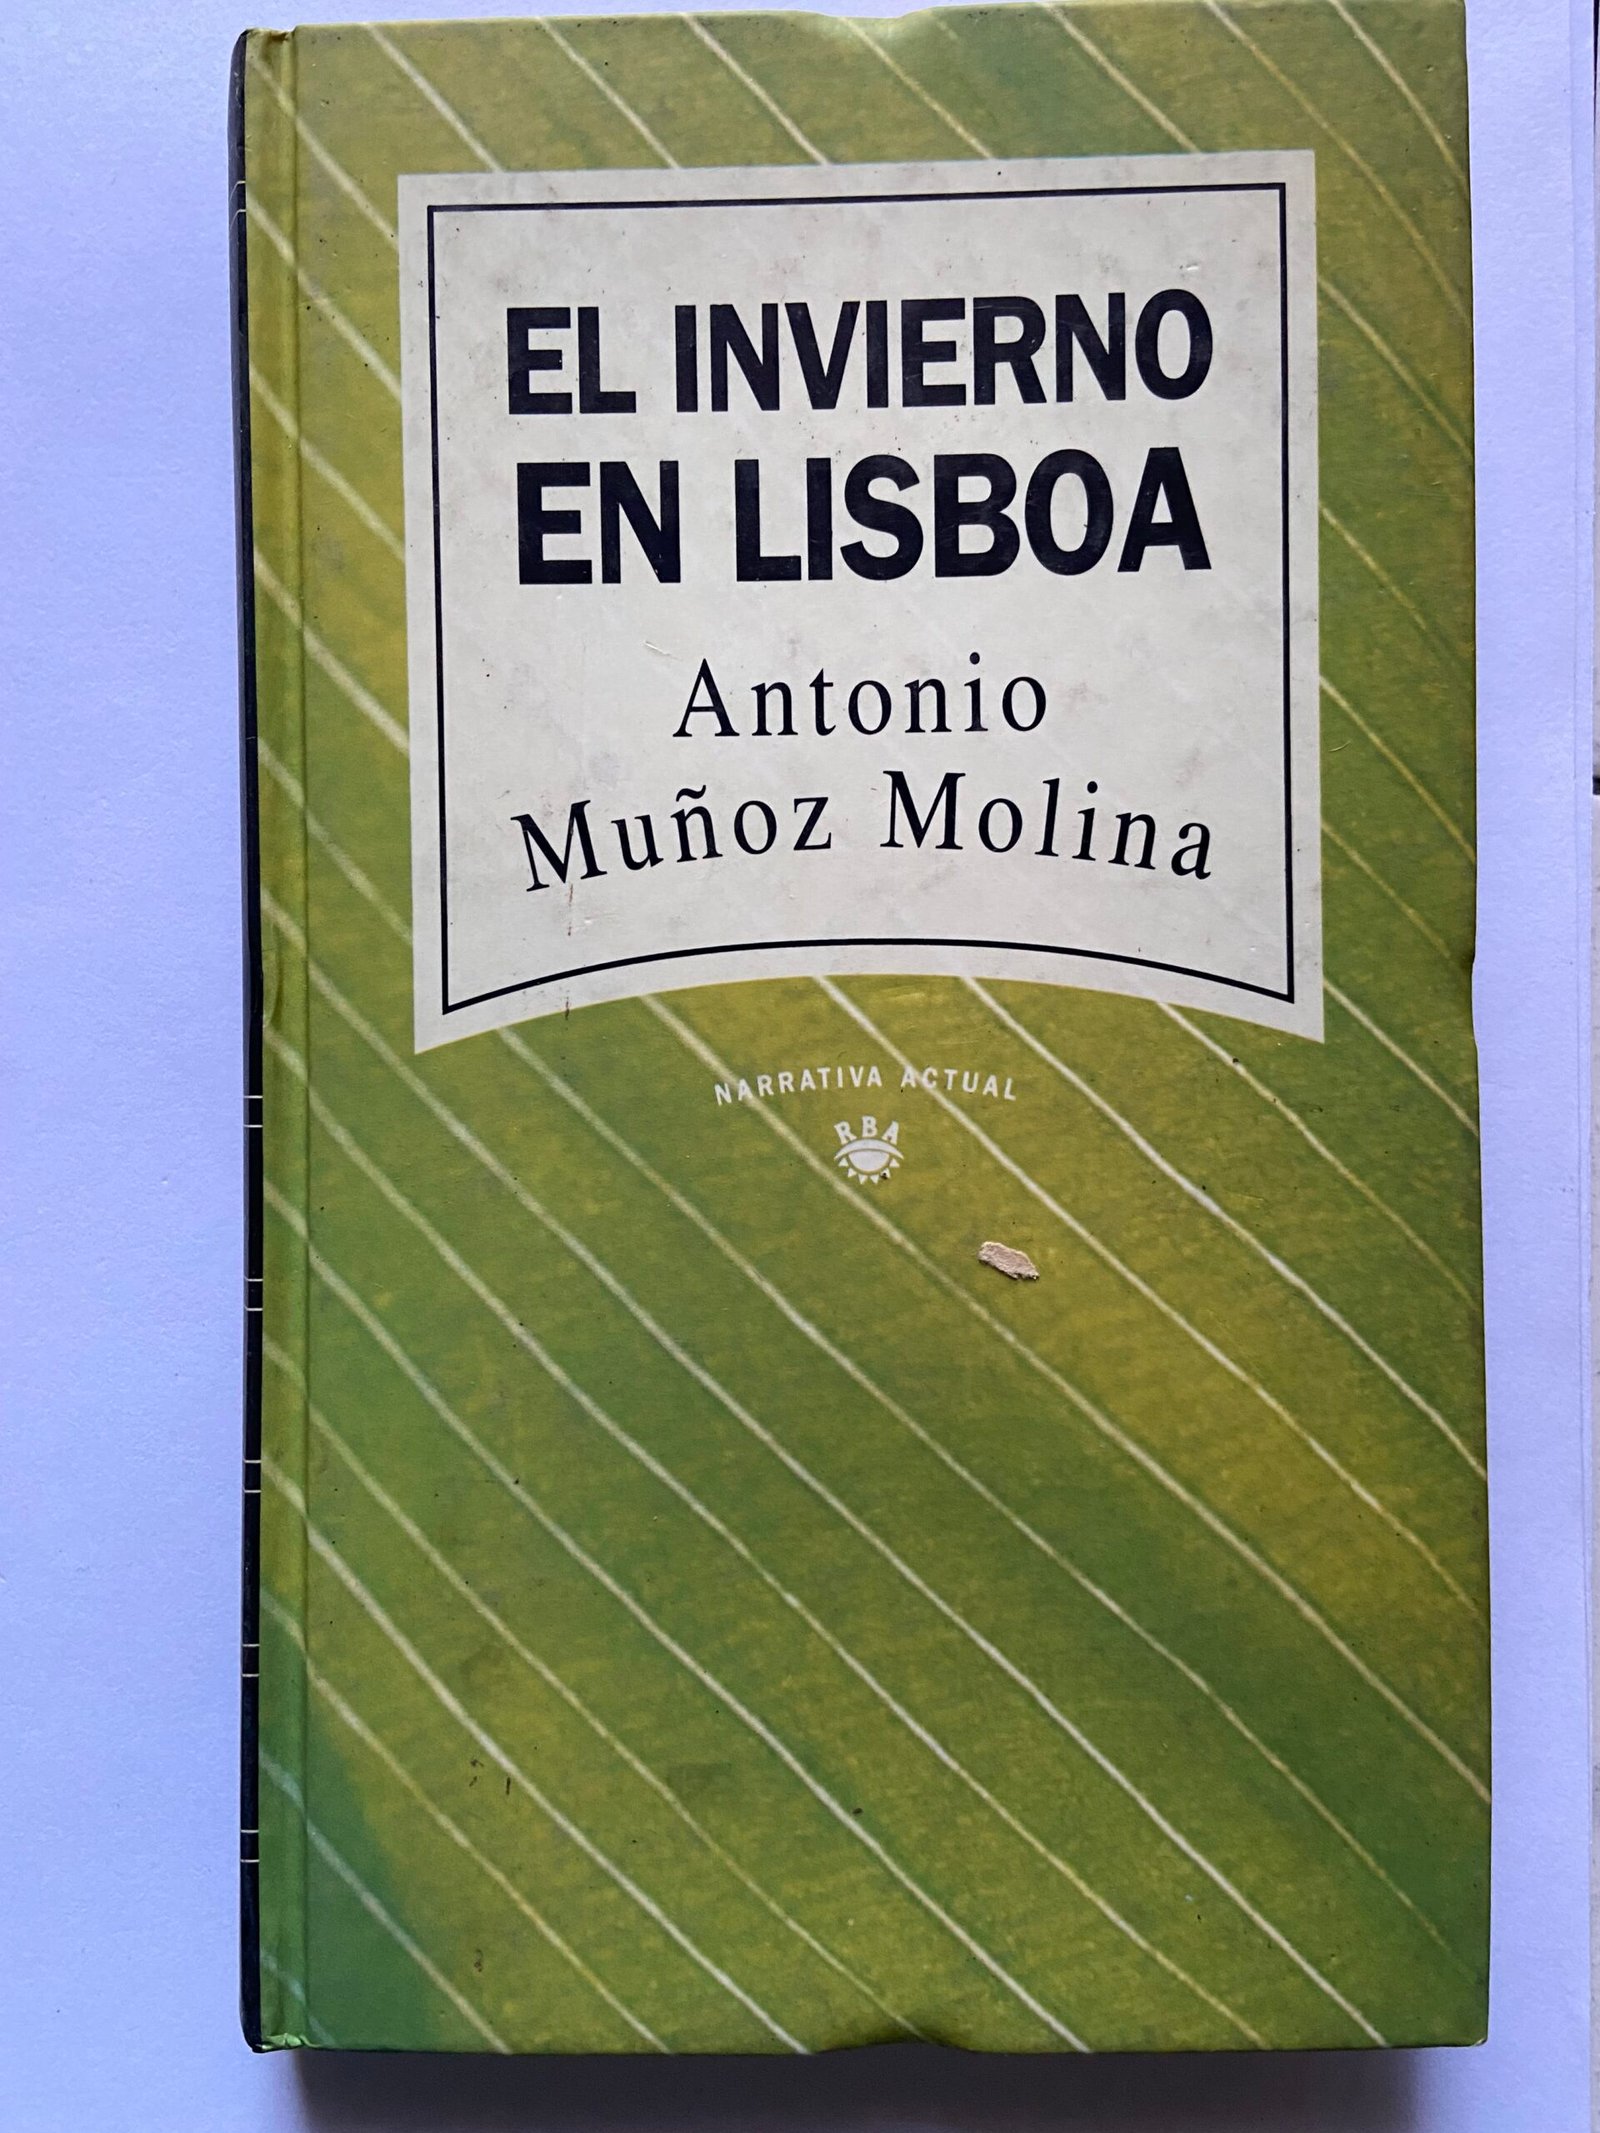 EL INVIERNO
EN LISBOA
Antonio
Muñoz Molina
NARRATIVA ACTUAL
RBA